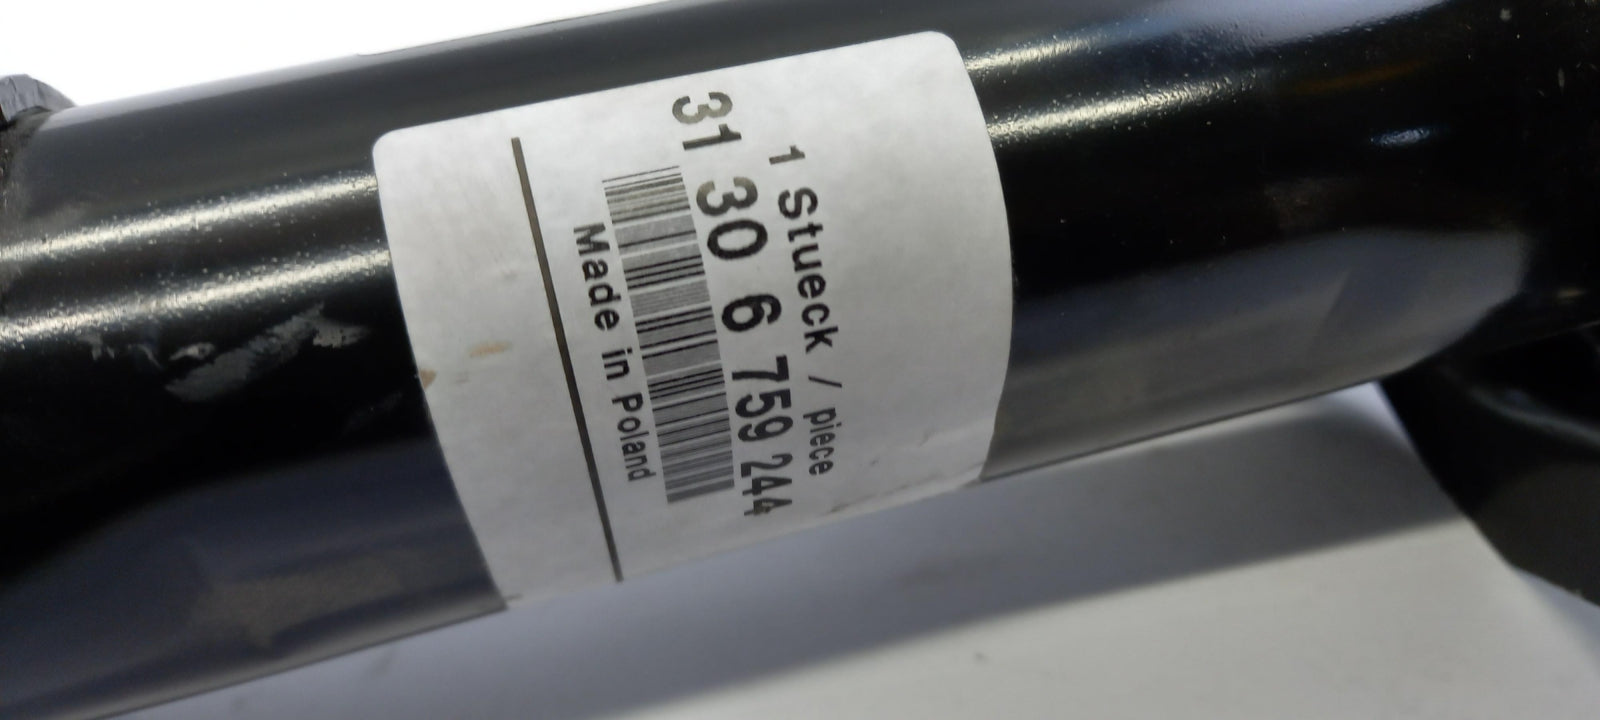 1 Stueck / piece
31 30 6 759 244
Made in Poland